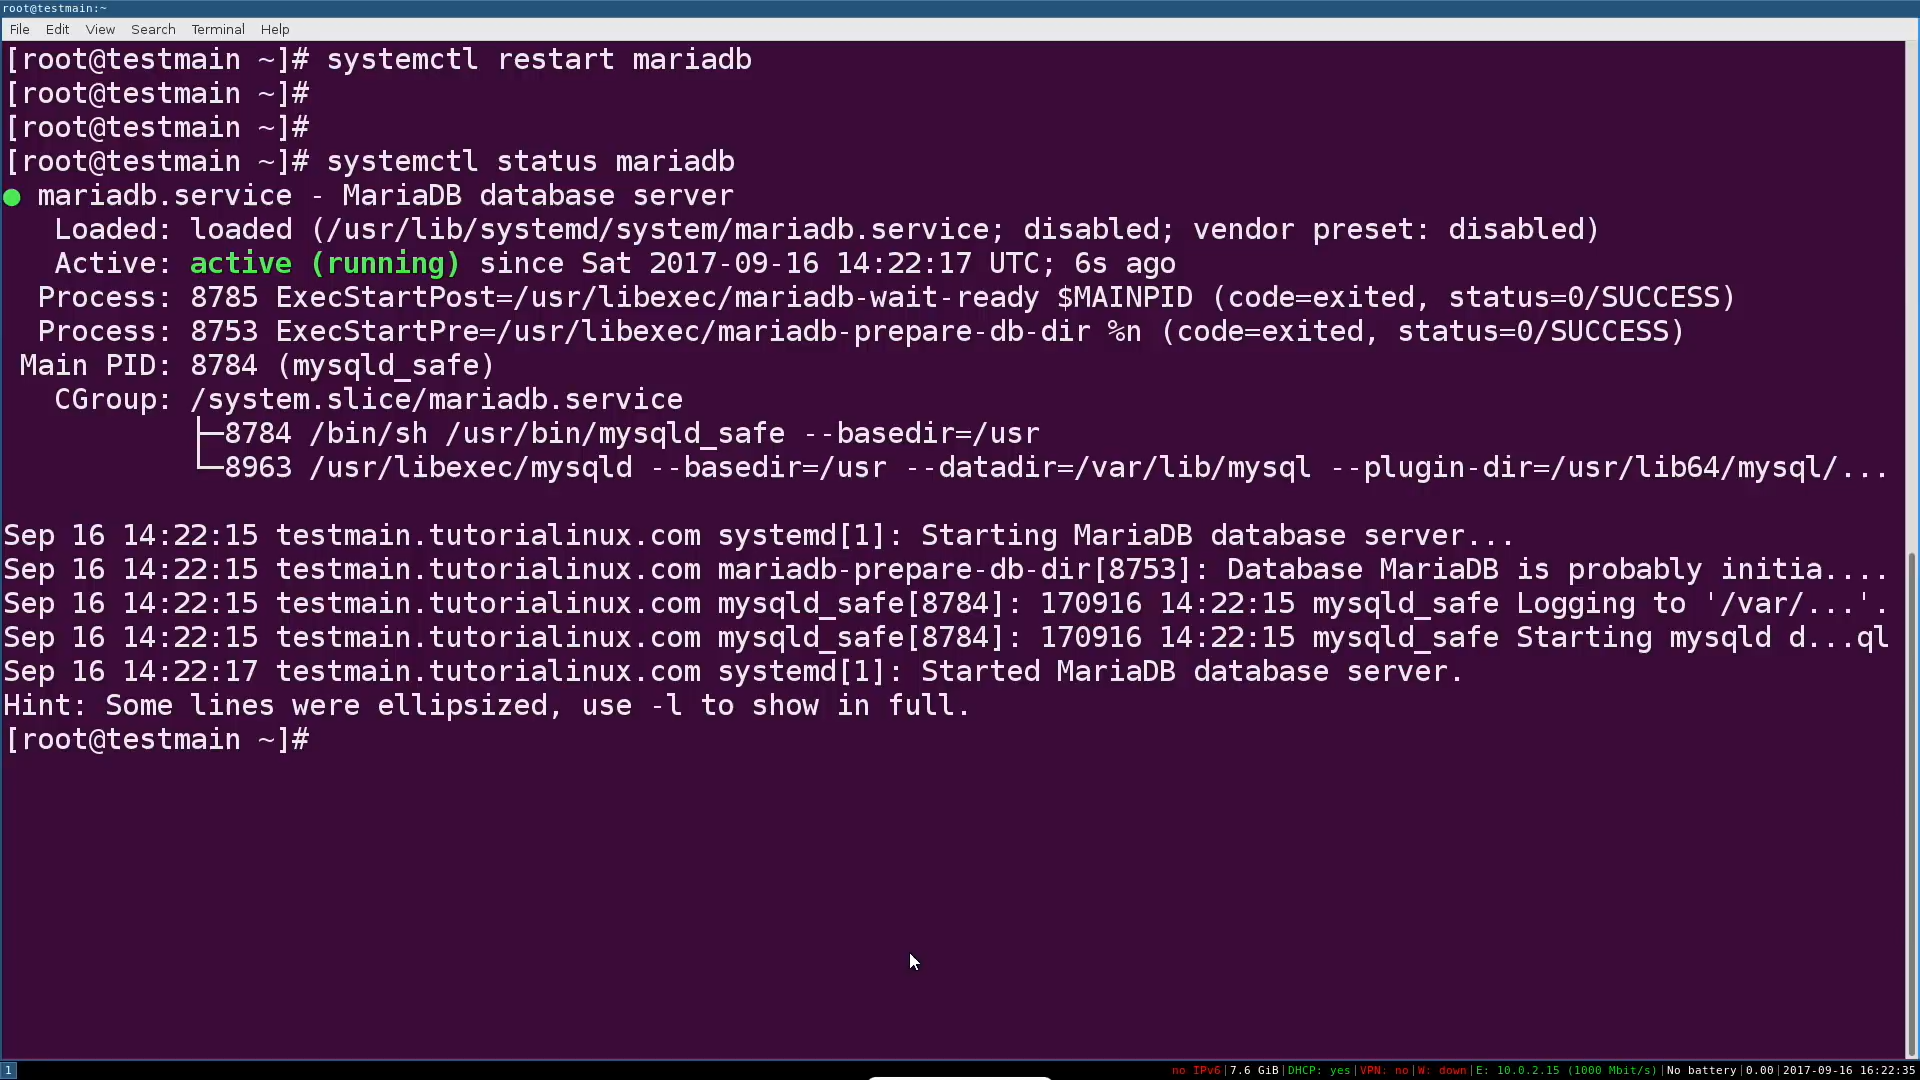 root@testmain:~
File Edit View Search Terminal Help
[root@testmain ~]# systemctl restart mariadb
[root@testmain ~]#
[root@testmain ~]#
[root@testmain ~]# systemctl status mariadb
● mariadb.service - MariaDB database server
   Loaded: loaded (/usr/lib/systemd/system/mariadb.service; disabled; vendor preset: disabled)
   Active: active (running) since Sat 2017-09-16 14:22:17 UTC; 6s ago
  Process: 8785 ExecStartPost=/usr/libexec/mariadb-wait-ready $MAINPID (code=exited, status=0/SUCCESS)
  Process: 8753 ExecStartPre=/usr/libexec/mariadb-prepare-db-dir %n (code=exited, status=0/SUCCESS)
 Main PID: 8784 (mysqld_safe)
   CGroup: /system.slice/mariadb.service
           ├─8784 /bin/sh /usr/bin/mysqld_safe --basedir=/usr
           └─8963 /usr/libexec/mysqld --basedir=/usr --datadir=/var/lib/mysql --plugin-dir=/usr/lib64/mysql/...
Sep 16 14:22:15 testmain.tutorialinux.com systemd[1]: Starting MariaDB database server...
Sep 16 14:22:15 testmain.tutorialinux.com mariadb-prepare-db-dir[8753]: Database MariaDB is probably initia....
Sep 16 14:22:15 testmain.tutorialinux.com mysqld_safe[8784]: 170916 14:22:15 mysqld_safe Logging to '/var/...'.
Sep 16 14:22:15 testmain.tutorialinux.com mysqld_safe[8784]: 170916 14:22:15 mysqld_safe Starting mysqld d...ql
Sep 16 14:22:17 testmain.tutorialinux.com systemd[1]: Started MariaDB database server.
Hint: Some lines were ellipsized, use -l to show in full.
[root@testmain ~]#
1 no IPv6|7.6 GiB|DHCP: yes|VPN: no|W: down|E: 10.0.2.15 (1000 Mbit/s)|No battery|0.00|2017-09-16 16:22:35